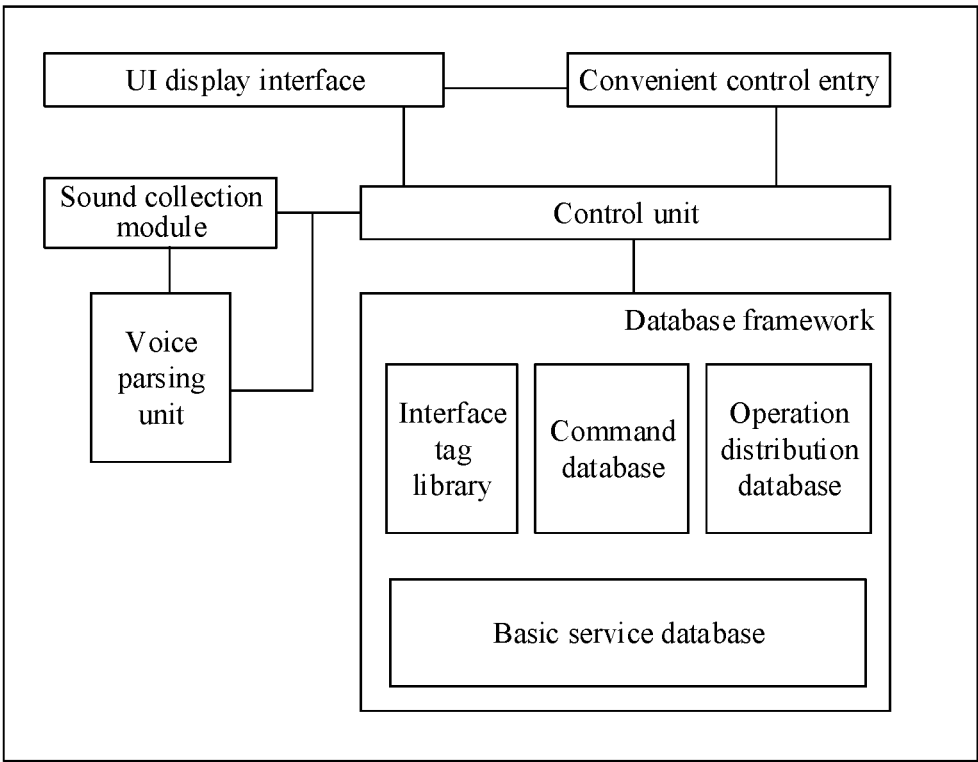 UI display interface
Convenient control entry
Sound collection
module
Control unit
Voice
parsing
unit
Database framework
Interface
tag
library
Command
database
Operation
distribution
database
Basic service database